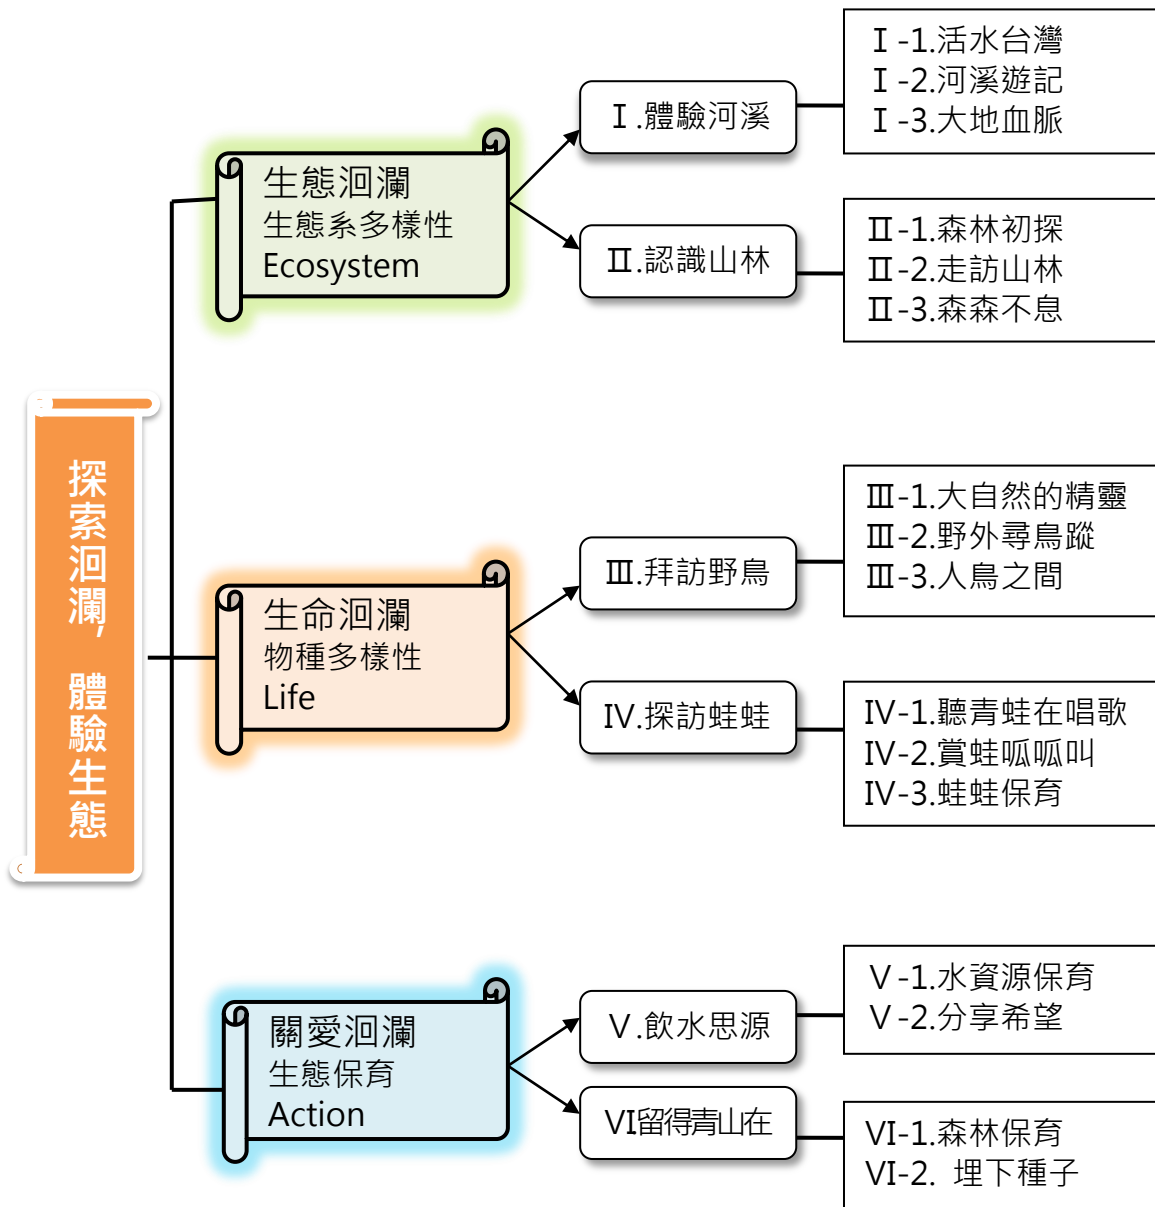 探索洄瀾，體驗生態
生態洄瀾
生態系多樣性
Ecosystem
Ⅰ.體驗河溪
Ⅰ-1.活水台灣
Ⅰ-2.河溪遊記
Ⅰ-3.大地血脈
Ⅱ.認識山林
Ⅱ-1.森林初探
Ⅱ-2.走訪山林
Ⅱ-3.森森不息
生命洄瀾
物種多樣性
Life
Ⅲ.拜訪野鳥
Ⅲ-1.大自然的精靈
Ⅲ-2.野外尋鳥蹤
Ⅲ-3.人鳥之間
Ⅳ.探訪蛙蛙
Ⅳ-1.聽青蛙在唱歌
Ⅳ-2.賞蛙呱呱叫
Ⅳ-3.蛙蛙保育
關愛洄瀾
生態保育
Action
Ⅴ.飲水思源
Ⅴ-1.水資源保育
Ⅴ-2.分享希望
Ⅵ留得青山在
Ⅵ-1.森林保育
Ⅵ-2. 埋下種子